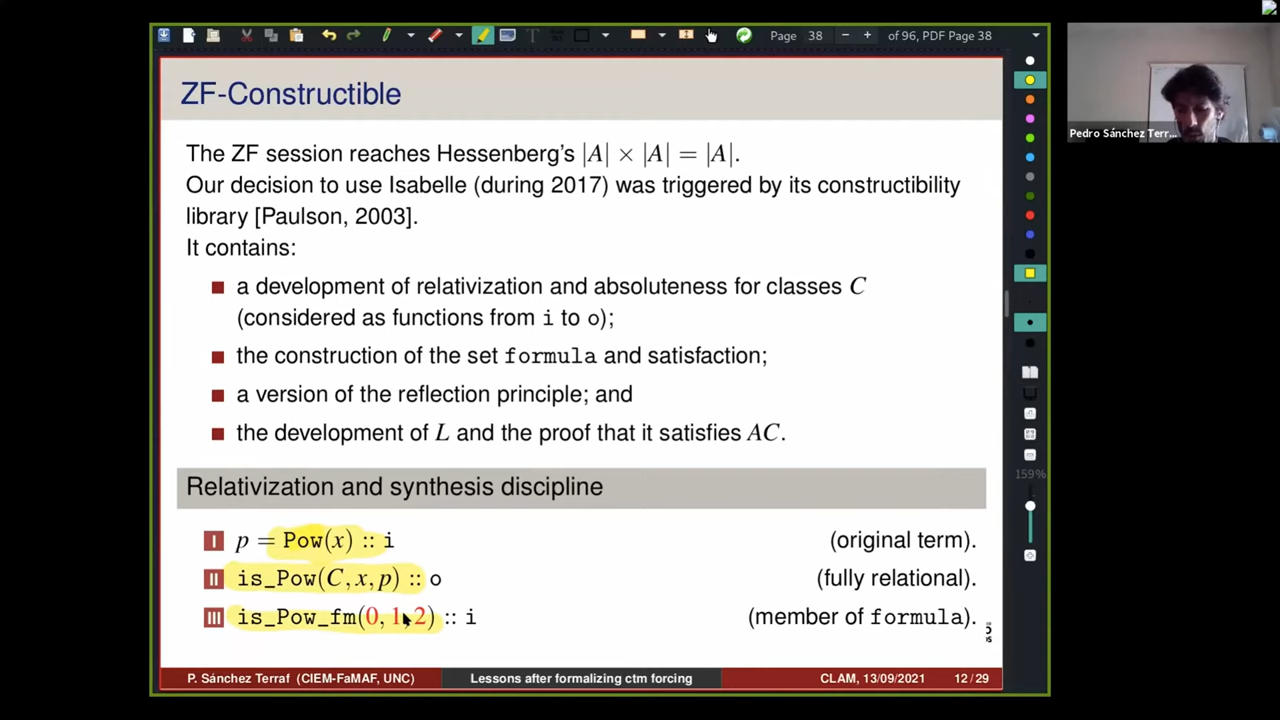 Page 38 of 96, PDF Page 38
ZF-Constructible
Pedro Sánchez Terr...
The ZF session reaches Hessenberg's |A| × |A| = |A|.
Our decision to use Isabelle (during 2017) was triggered by its constructibility
library [Paulson, 2003].
It contains:
a development of relativization and absoluteness for classes C
(considered as functions from i to o);
the construction of the set formula and satisfaction;
a version of the reflection principle; and
the development of L and the proof that it satisfies AC.
159%
Relativization and synthesis discipline
I p = Pow(x) :: i (original term).
II is_Pow(C, x, p) :: o (fully relational).
III is_Pow_fm(0, 1, 2) :: i (member of formula).
P. Sánchez Terraf (CIEM-FaMAF, UNC) Lessons after formalizing ctm forcing CLAM, 13/09/2021 12 / 29